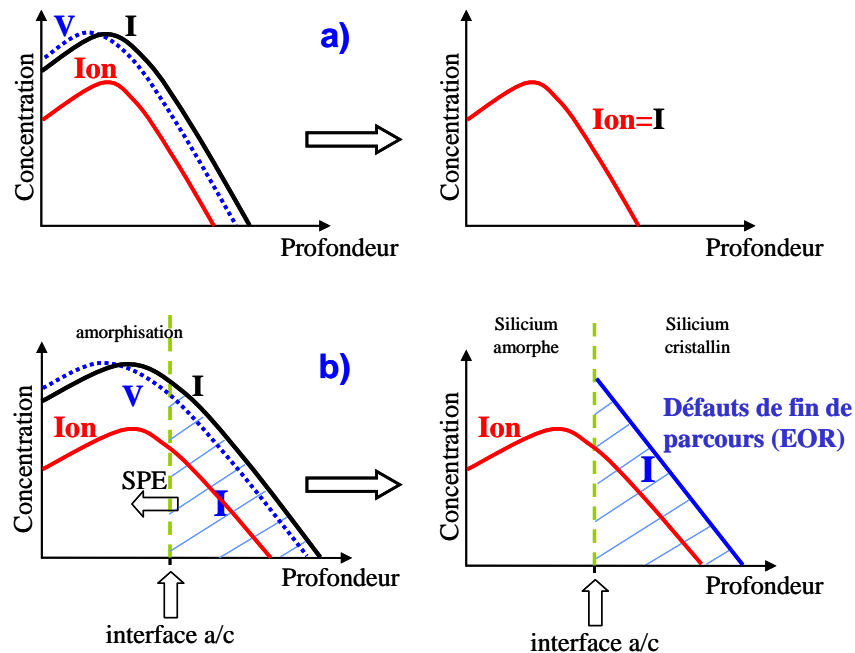 V
I
a)
Ion
Concentration
Profondeur
Concentration
Ion=I
Profondeur
amorphisation
b)
I
V
Ion
SPE
I
Concentration
Profondeur
interface a/c
Silicium
amorphe
Silicium
cristallin
Ion
Défauts de fin de
parcours (EOR)
I
Concentration
Profondeur
interface a/c